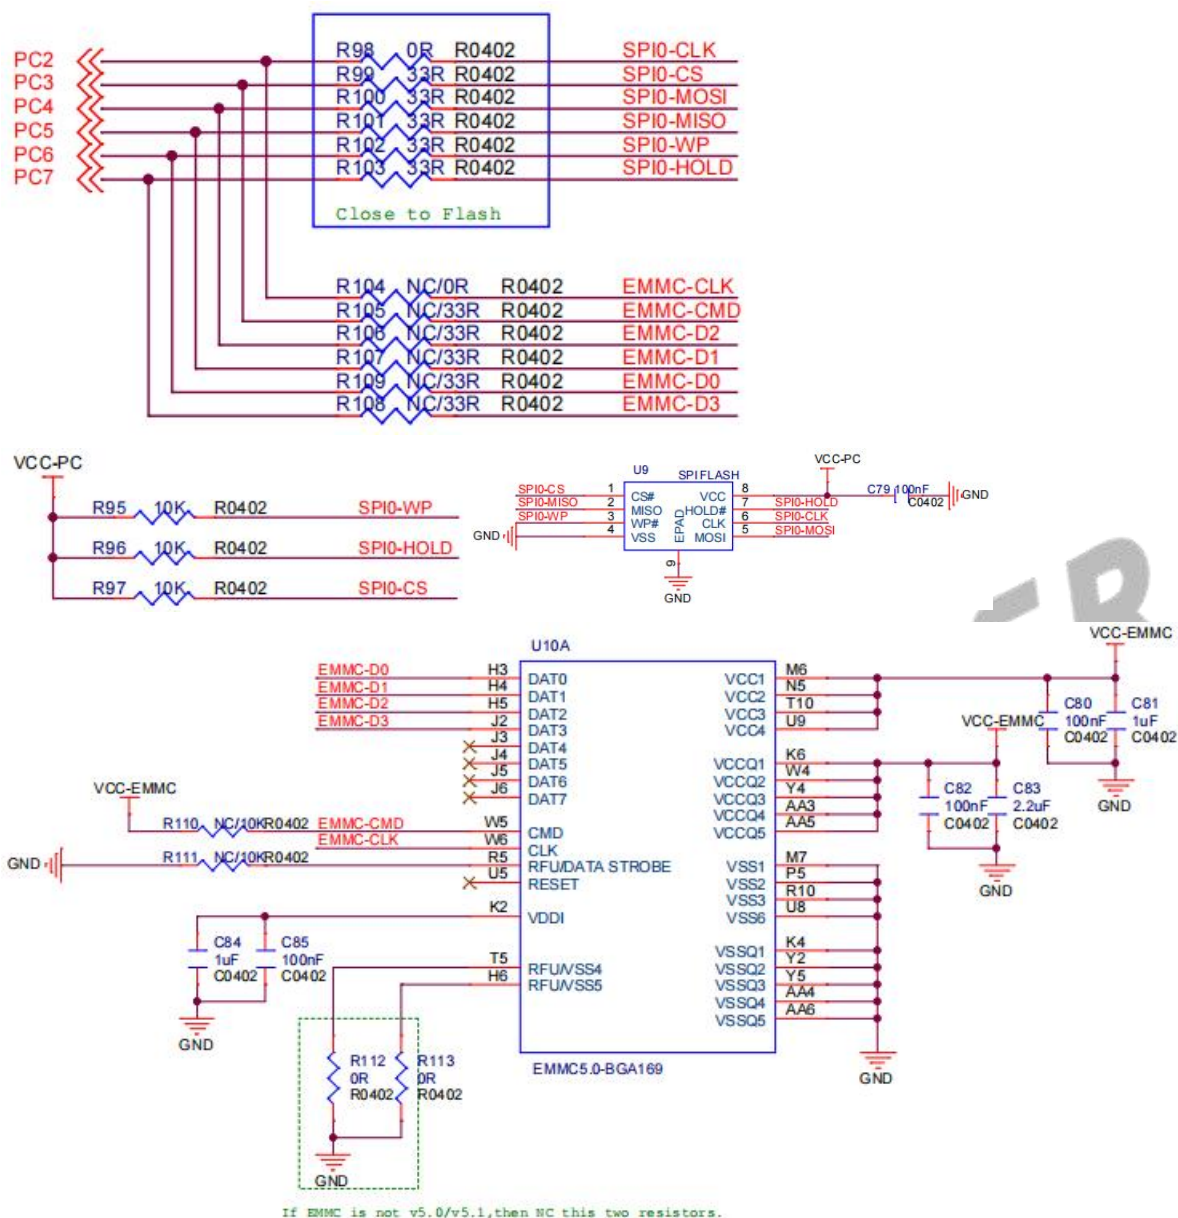 PC2 R98 0R R0402 SPI0-CLK
PC3 R99 33R R0402 SPI0-CS
PC4 R100 33R R0402 SPI0-MOSI
PC5 R101 33R R0402 SPI0-MISO
PC6 R102 33R R0402 SPI0-WP
PC7 R103 33R R0402 SPI0-HOLD
Close to Flash
R104 NC/0R R0402 EMMC-CLK
R105 NC/33R R0402 EMMC-CMD
R106 NC/33R R0402 EMMC-D2
R107 NC/33R R0402 EMMC-D1
R109 NC/33R R0402 EMMC-D0
R108 NC/33R R0402 EMMC-D3
VCC-PC
R95 10K R0402 SPI0-WP
R96 10K R0402 SPI0-HOLD
R97 10K R0402 SPI0-CS
VCC-PC
U9 SPIFLASH
SPI0-CS 1 CS# VCC 8 C79 100nF C0402 GND
SPI0-MISO 2 MISO HOLD# 7 SPI0-HOLD
SPI0-WP 3 WP# CLK 6 SPI0-CLK
GND 4 VSS MOSI 5 SPI0-MOSI
EPAD
9
GND
U10A
VCC-EMMC
EMMC-D0 H3 DAT0 VCC1 M6
EMMC-D1 H4 DAT1 VCC2 N5
EMMC-D2 H5 DAT2 VCC3 T10
EMMC-D3 J2 DAT3 VCC4 U9
C80 C81
100nF 1uF
C0402 C0402
GND
VCC-EMMC
J3 DAT4
J4 DAT5 VCCQ1 K6
J5 DAT6 VCCQ2 W4
J6 DAT7 VCCQ3 Y4
VCCQ4 AA3
VCCQ5 AA5
C82 C83
100nF 2.2uF
C0402 C0402
GND
VCC-EMMC
R110 NC/10K R0402 EMMC-CMD W5 CMD
EMMC-CLK W6 CLK
GND R111 NC/10K R0402 R5 RFU/DATA STROBE VSS1 M7
U5 RESET VSS2 P5
VSS3 R10
K2 VDDI VSS6 U8
C84 C85
1uF 100nF
C0402 C0402
GND
VSSQ1 K4
T5 RFU/VSS4 VSSQ2 Y2
H6 RFU/VSS5 VSSQ3 Y5
VSSQ4 AA4
VSSQ5 AA6
GND
R112 R113
0R 0R
R0402 R0402
GND
EMMC5.0-BGA169
If EMMC is not v5.0/v5.1,then NC this two resistors.